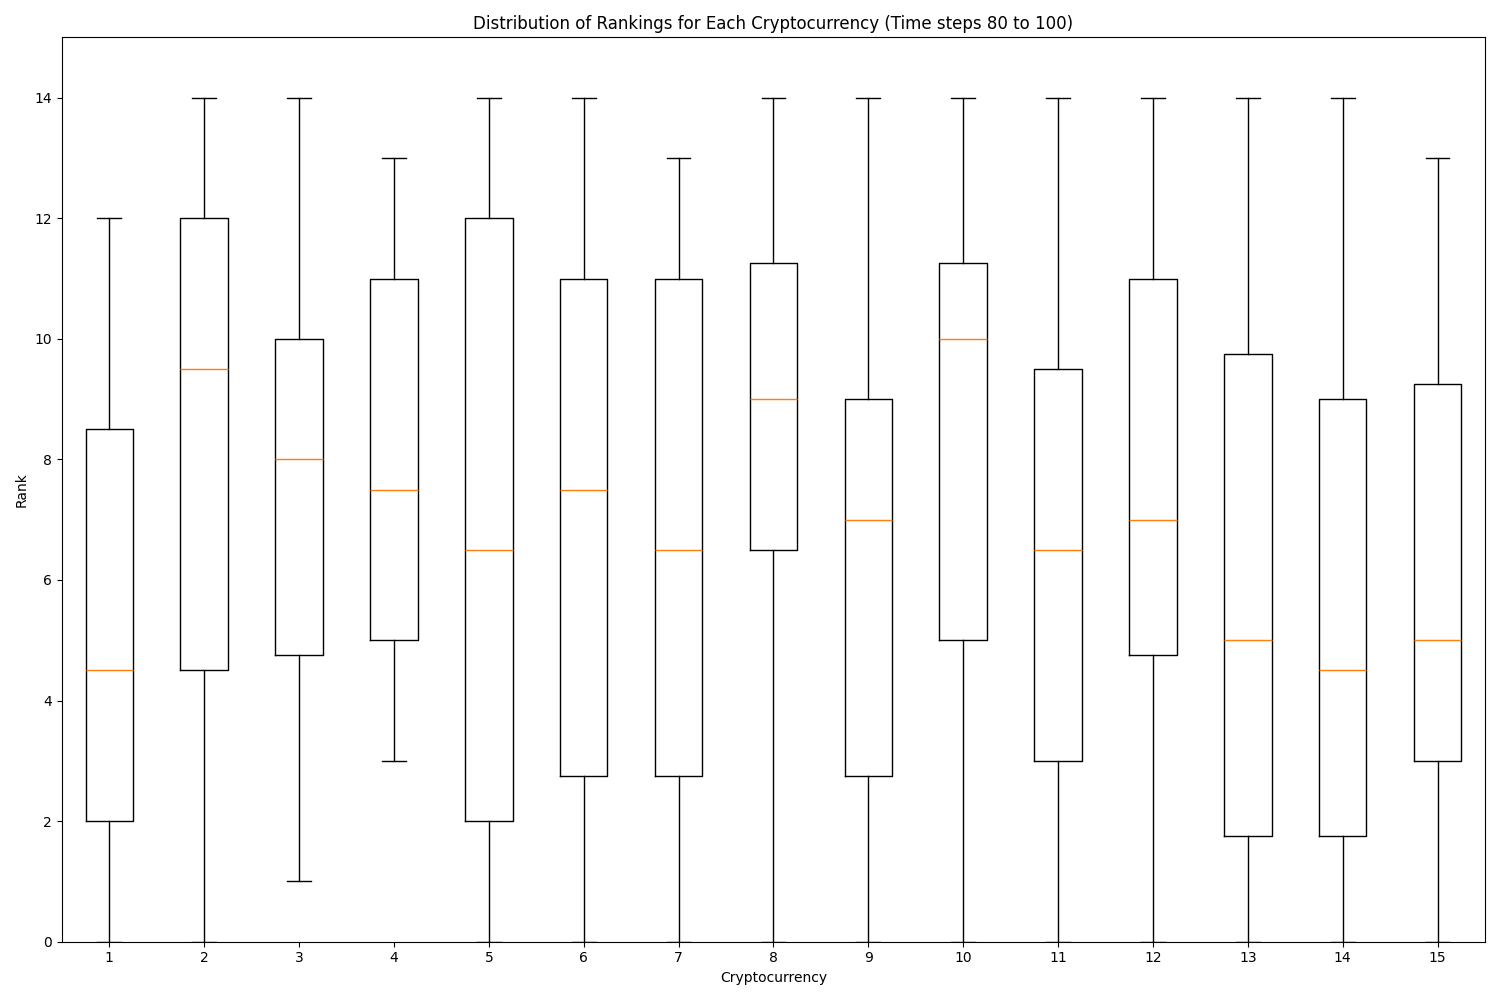 Distribution of Rankings for Each Cryptocurrency (Time steps 80 to 100)
14
12
10
8
6
4
2
0
Rank
1 2 3 4 5 6 7 8 9 10 11 12 13 14 15
Cryptocurrency